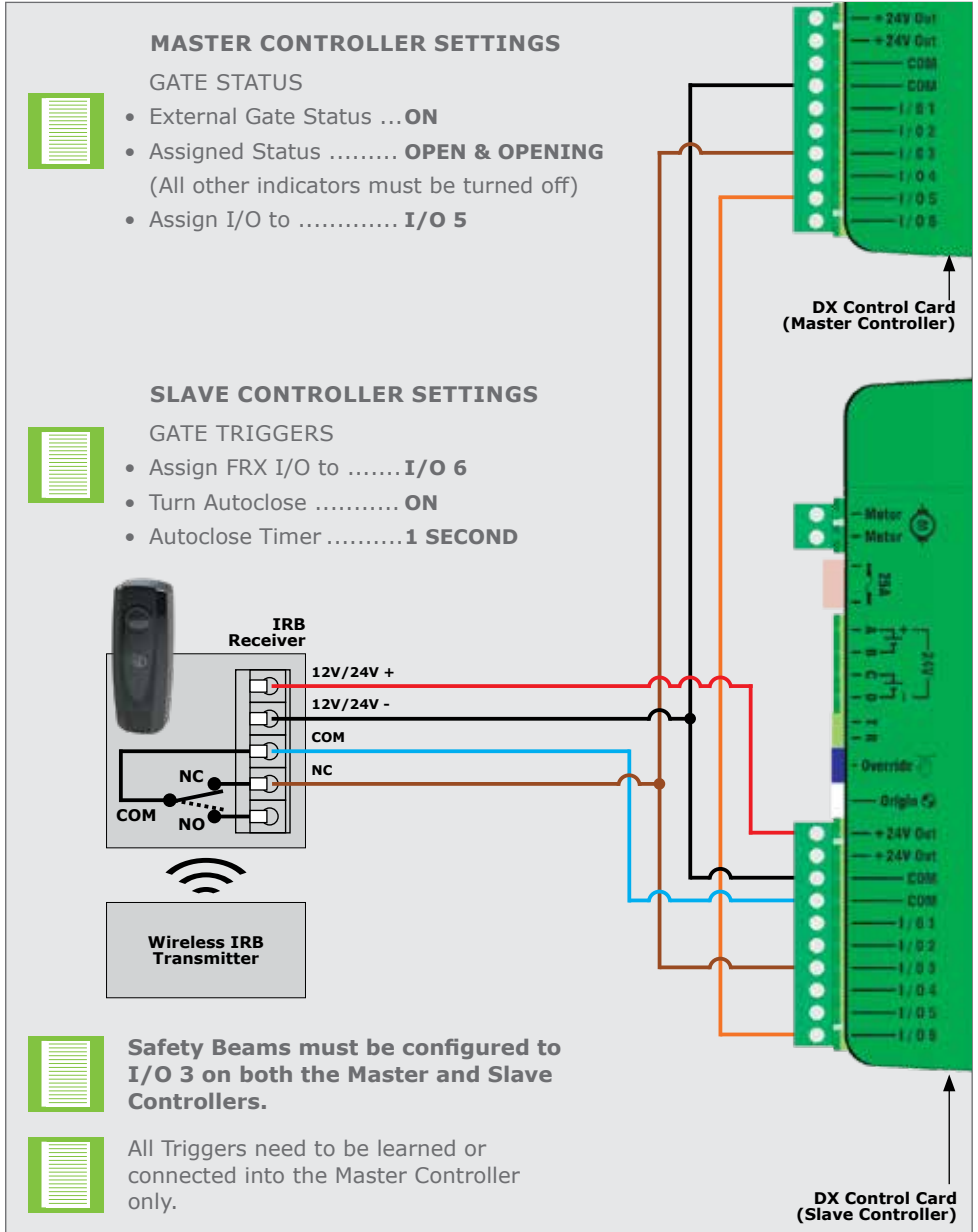 MASTER CONTROLLER SETTINGS
GATE STATUS
• External Gate Status ...ON
• Assigned Status ......... OPEN & OPENING
(All other indicators must be turned off)
• Assign I/O to ............. I/O 5
+24V Out
+24V Out
COM
COM
I/O 1
I/O 2
I/O 3
I/O 4
I/O 5
I/O 6
DX Control Card
(Master Controller)
SLAVE CONTROLLER SETTINGS
GATE TRIGGERS
• Assign FRX I/O to .......I/O 6
• Turn Autoclose ........... ON
• Autoclose Timer ..........1 SECOND
IRB
Receiver
12V/24V +
12V/24V -
COM
NC
NC
COM
NO
Wireless IRB
Transmitter
Motor
Motor
25A
A
B
C
D
24V
Override
Origin
+24V Out
+24V Out
COM
COM
I/O 1
I/O 2
I/O 3
I/O 4
I/O 5
I/O 6
Safety Beams must be configured to
I/O 3 on both the Master and Slave
Controllers.
All Triggers need to be learned or
connected into the Master Controller
only.
DX Control Card
(Slave Controller)